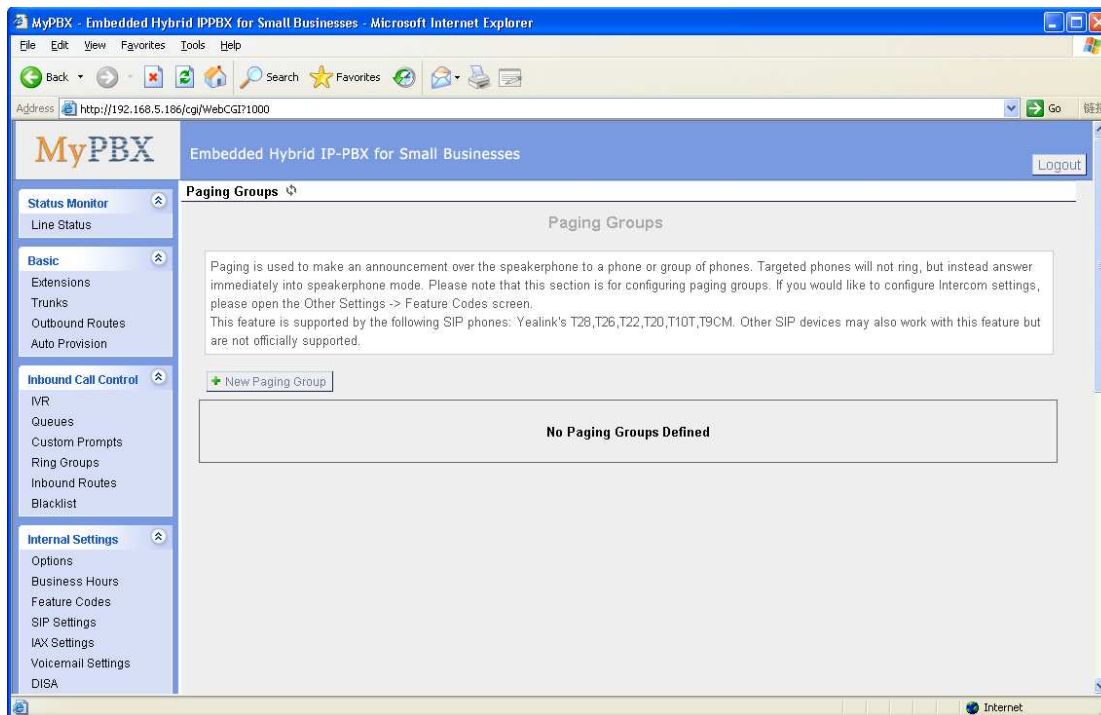 MyPBX - Embedded Hybrid IPPBX for Small Businesses - Microsoft Internet Explorer
File Edit View Favorites Tools Help
Back Search Favorites
Address http://192.168.5.186/cgi/WebCGI?1000 Go 链接
MyPBX
Embedded Hybrid IP-PBX for Small Businesses
Logout
Status Monitor
Line Status
Basic
Extensions
Trunks
Outbound Routes
Auto Provision
Inbound Call Control
IVR
Queues
Custom Prompts
Ring Groups
Inbound Routes
Blacklist
Internal Settings
Options
Business Hours
Feature Codes
SIP Settings
IAX Settings
Voicemail Settings
DISA
Paging Groups
Paging Groups
Paging is used to make an announcement over the speakerphone to a phone or group of phones. Targeted phones will not ring, but instead answer
immediately into speakerphone mode. Please note that this section is for configuring paging groups. If you would like to configure Intercom settings,
please open the Other Settings -> Feature Codes screen.
This feature is supported by the following SIP phones: Yealink's T28,T26,T22,T20,T10T,T9CM. Other SIP devices may also work with this feature but
are not officially supported.
New Paging Group
No Paging Groups Defined
Internet